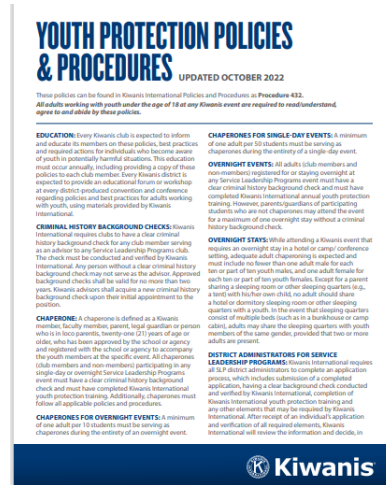 YOUTH PROTECTION POLICIES
& PROCEDURES UPDATED OCTOBER 2022
These policies can be found in Kiwanis International Policies and Procedures as Procedure 432.
All adults working with youth under the age of 18 at any Kiwanis event are required to read/understand,
agree to and abide by these policies.
EDUCATION: Every Kiwanis club is expected to inform
and educate its members on these policies, best practices
and required actions for individuals who become aware
of youth in potentially harmful situations. This education
must occur annually, including providing a copy of these
policies to each club member. Every Kiwanis district is
expected to provide an educational forum or workshop
at every district-produced convention and conference
regarding policies and best practices for adults working
with youth, using materials provided by Kiwanis
International.
CRIMINAL HISTORY BACKGROUND CHECKS: Kiwanis
International requires clubs to have a clear criminal
history background check for any club member serving
as an advisor to any Service Leadership Programs club.
The check must be conducted and verified by Kiwanis
International. Any person without a clear criminal history
background check may not serve as the advisor. Approved
background checks shall be valid for no more than two
years. Kiwanis advisors shall acquire a new criminal history
background check upon their initial appointment to the
position.
CHAPERONE: A chaperone is defined as a Kiwanis
member, faculty member, parent, legal guardian or person
who is in loco parentis, twenty-one (21) years of age or
older, who has been approved by the school or agency
and registered with the school or agency to accompany
the youth members at the specific event. All chaperones
(club members and non-members) participating in any
single-day or overnight Service Leadership Programs
event must have a clear criminal history background
check and must have completed Kiwanis International
youth protection training. Additionally, chaperones must
follow all applicable policies and procedures.
CHAPERONES FOR OVERNIGHT EVENTS: A minimum
of one adult per 10 students must be serving as
chaperones during the entirety of an overnight event.
CHAPERONES FOR SINGLE-DAY EVENTS: A minimum
of one adult per 50 students must be serving as
chaperones during the entirety of a single-day event.
OVERNIGHT EVENTS: All adults (club members and
non-members) registered for or staying overnight at
any Service Leadership Programs event must have a
clear criminal history background check and must have
completed Kiwanis International annual youth protection
training. However, parents/guardians of participating
students who are not chaperones may attend the event
for a maximum of one overnight stay without a criminal
history background check.
OVERNIGHT STAYS: While attending a Kiwanis event that
requires an overnight stay in a hotel or camp/ conference
setting, adequate adult chaperoning is expected and
must include no fewer than one adult male for each
ten or part of ten youth males, and one adult female for
each ten or part of ten youth females. Except for a parent
sharing a sleeping room or other sleeping quarters (e.g.,
a tent) with his/her own child, no adult should share
a hotel or dormitory sleeping room or other sleeping
quarters with a youth. In the event that sleeping quarters
consist of multiple beds (such as in a bunkhouse or camp
cabin), adults may share the sleeping quarters with youth
members of the same gender, provided that two or more
adults are present.
DISTRICT ADMINISTRATORS FOR SERVICE
LEADERSHIP PROGRAMS: Kiwanis International requires
all SLP district administrators to complete an application
process, which includes submission of a completed
application, having a clear background check conducted
and verified by Kiwanis International, completion of
Kiwanis International youth protection training and
any other elements that may be required by Kiwanis
International. After receipt of an individual's application
and verification of all required elements, Kiwanis
International will review the information and decide, in
Kiwanis